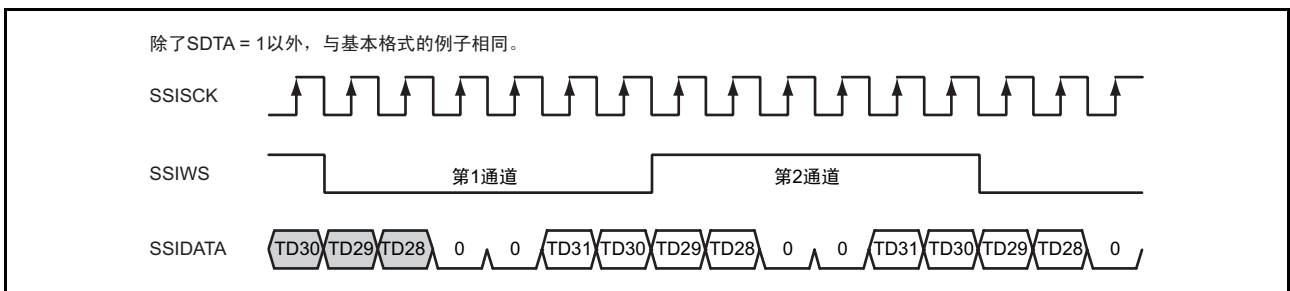 除了SDTA = 1以外，与基本格式的例子相同。
SSISCK
SSIWS 第1通道 第2通道
SSIDATA TD30 TD29 TD28 0 0 TD31 TD30 TD29 TD28 0 0 TD31 TD30 TD29 TD28 0